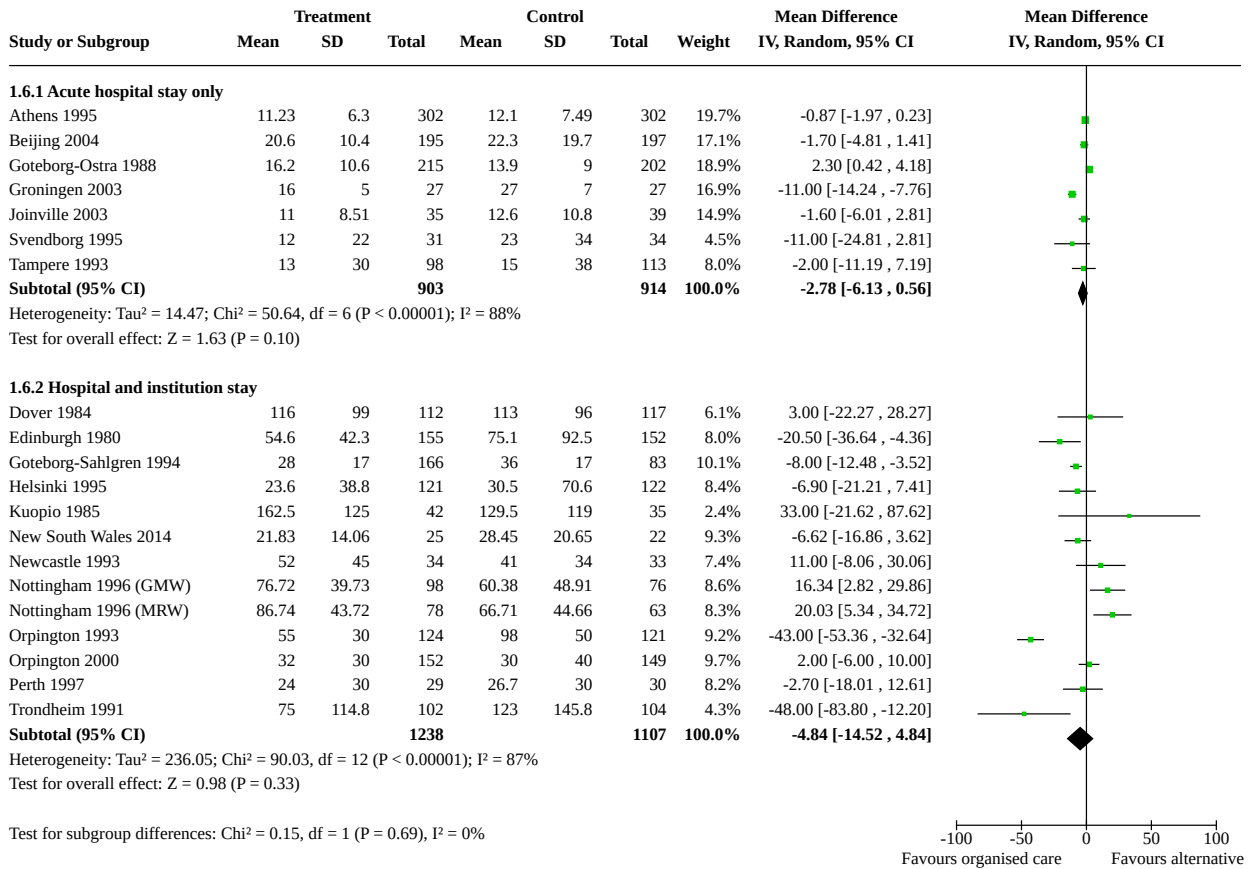 Treatment Control Mean Difference Mean Difference
Study or Subgroup Mean SD Total Mean SD Total Weight IV, Random, 95% CI IV, Random, 95% CI
1.6.1 Acute hospital stay only
Athens 1995 11.23 6.3 302 12.1 7.49 302 19.7% -0.87 [-1.97 , 0.23]
Beijing 2004 20.6 10.4 195 22.3 19.7 197 17.1% -1.70 [-4.81 , 1.41]
Goteborg-Ostra 1988 16.2 10.6 215 13.9 9 202 18.9% 2.30 [0.42 , 4.18]
Groningen 2003 16 5 27 27 7 27 16.9% -11.00 [-14.24 , -7.76]
Joinville 2003 11 8.51 35 12.6 10.8 39 14.9% -1.60 [-6.01 , 2.81]
Svendborg 1995 12 22 31 23 34 34 4.5% -11.00 [-24.81 , 2.81]
Tampere 1993 13 30 98 15 38 113 8.0% -2.00 [-11.19 , 7.19]
Subtotal (95% CI) 903 914 100.0% -2.78 [-6.13 , 0.56]
Heterogeneity: Tau² = 14.47; Chi² = 50.64, df = 6 (P < 0.00001); I² = 88%
Test for overall effect: Z = 1.63 (P = 0.10)
1.6.2 Hospital and institution stay
Dover 1984 116 99 112 113 96 117 6.1% 3.00 [-22.27 , 28.27]
Edinburgh 1980 54.6 42.3 155 75.1 92.5 152 8.0% -20.50 [-36.64 , -4.36]
Goteborg-Sahlgren 1994 28 17 166 36 17 83 10.1% -8.00 [-12.48 , -3.52]
Helsinki 1995 23.6 38.8 121 30.5 70.6 122 8.4% -6.90 [-21.21 , 7.41]
Kuopio 1985 162.5 125 42 129.5 119 35 2.4% 33.00 [-21.62 , 87.62]
New South Wales 2014 21.83 14.06 25 28.45 20.65 22 9.3% -6.62 [-16.86 , 3.62]
Newcastle 1993 52 45 34 41 34 33 7.4% 11.00 [-8.06 , 30.06]
Nottingham 1996 (GMW) 76.72 39.73 98 60.38 48.91 76 8.6% 16.34 [2.82 , 29.86]
Nottingham 1996 (MRW) 86.74 43.72 78 66.71 44.66 63 8.3% 20.03 [5.34 , 34.72]
Orpington 1993 55 30 124 98 50 121 9.2% -43.00 [-53.36 , -32.64]
Orpington 2000 32 30 152 30 40 149 9.7% 2.00 [-6.00 , 10.00]
Perth 1997 24 30 29 26.7 30 30 8.2% -2.70 [-18.01 , 12.61]
Trondheim 1991 75 114.8 102 123 145.8 104 4.3% -48.00 [-83.80 , -12.20]
Subtotal (95% CI) 1238 1107 100.0% -4.84 [-14.52 , 4.84]
Heterogeneity: Tau² = 236.05; Chi² = 90.03, df = 12 (P < 0.00001); I² = 87%
Test for overall effect: Z = 0.98 (P = 0.33)
Test for subgroup differences: Chi² = 0.15, df = 1 (P = 0.69), I² = 0%
-100 -50 0 50 100
Favours organised care Favours alternative